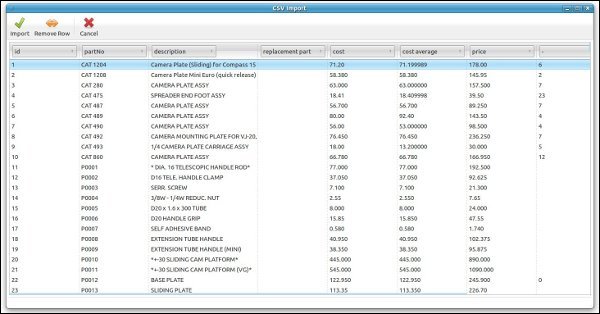 CSV Import
Import Remove Row Cancel
id partNo description replacement part cost cost average price -
1 CAT 1204 Camera Plate (Sliding) for Compass 15 71.20 71.199989 178.00 6
2 CAT 1208 Camera Plate Mini Euro (quick release) 58.380 58.380 145.95 2
3 CAT 280 CAMERA PLATE ASSY 63.000 63.000000 157.500 7
4 CAT 475 SPREADER END FOOT ASSY 18.41 18.409998 39.50 23
5 CAT 487 CAMERA PLATE ASSY 56.700 56.700 89.250 7
6 CAT 489 CAMERA PLATE ASSY 80.00 92.40 143.50 4
7 CAT 490 CAMERA PLATE ASSY 56.00 53.000000 98.500 4
8 CAT 492 CAMERA MOUNTING PLATE FOR VJ-20, 76.450 76.450 236.250 7
9 CAT 493 1/4 CAMERA PLATE CARRIAGE ASSY 18.00 13.200000 30.000 5
10 CAT 860 CAMERA PLATE ASSY 66.780 66.780 166.950 12
11 P0001 * DIA. 16 TELESCOPIC HANDLE ROD* 77.000 77.000 192.500
12 P0002 D16 TELE. HANDLE CLAMP 37.050 37.050 92.625
13 P0003 SERR. SCREW 7.100 7.100 21.300
14 P0004 3/8W - 1/4W REDUC. NUT 2.55 2.550 7.65
15 P0005 D20 x 1.6 x 300 TUBE 8.000 8.000 24.000
16 P0006 D20 HANDLE GRIP 15.85 15.850 47.55
17 P0007 SELF ADHESIVE BAND 0.580 0.580 1.740
18 P0008 EXTENSION TUBE HANDLE 40.950 40.950 102.375
19 P0009 EXTENSION TUBE HANDLE (MINI) 38.350 38.350 95.875
20 P0010 *+-30 SLIDING CAM PLATFORM* 445.000 445.000 890.000
21 P0011 *+-30 SLIDING CAM PLATFORM (VG)* 545.000 545.000 1090.000
22 P0012 BASE PLATE 122.950 122.950 245.900 0
23 P0013 SLIDING PLATE 113.35 113.350 226.70